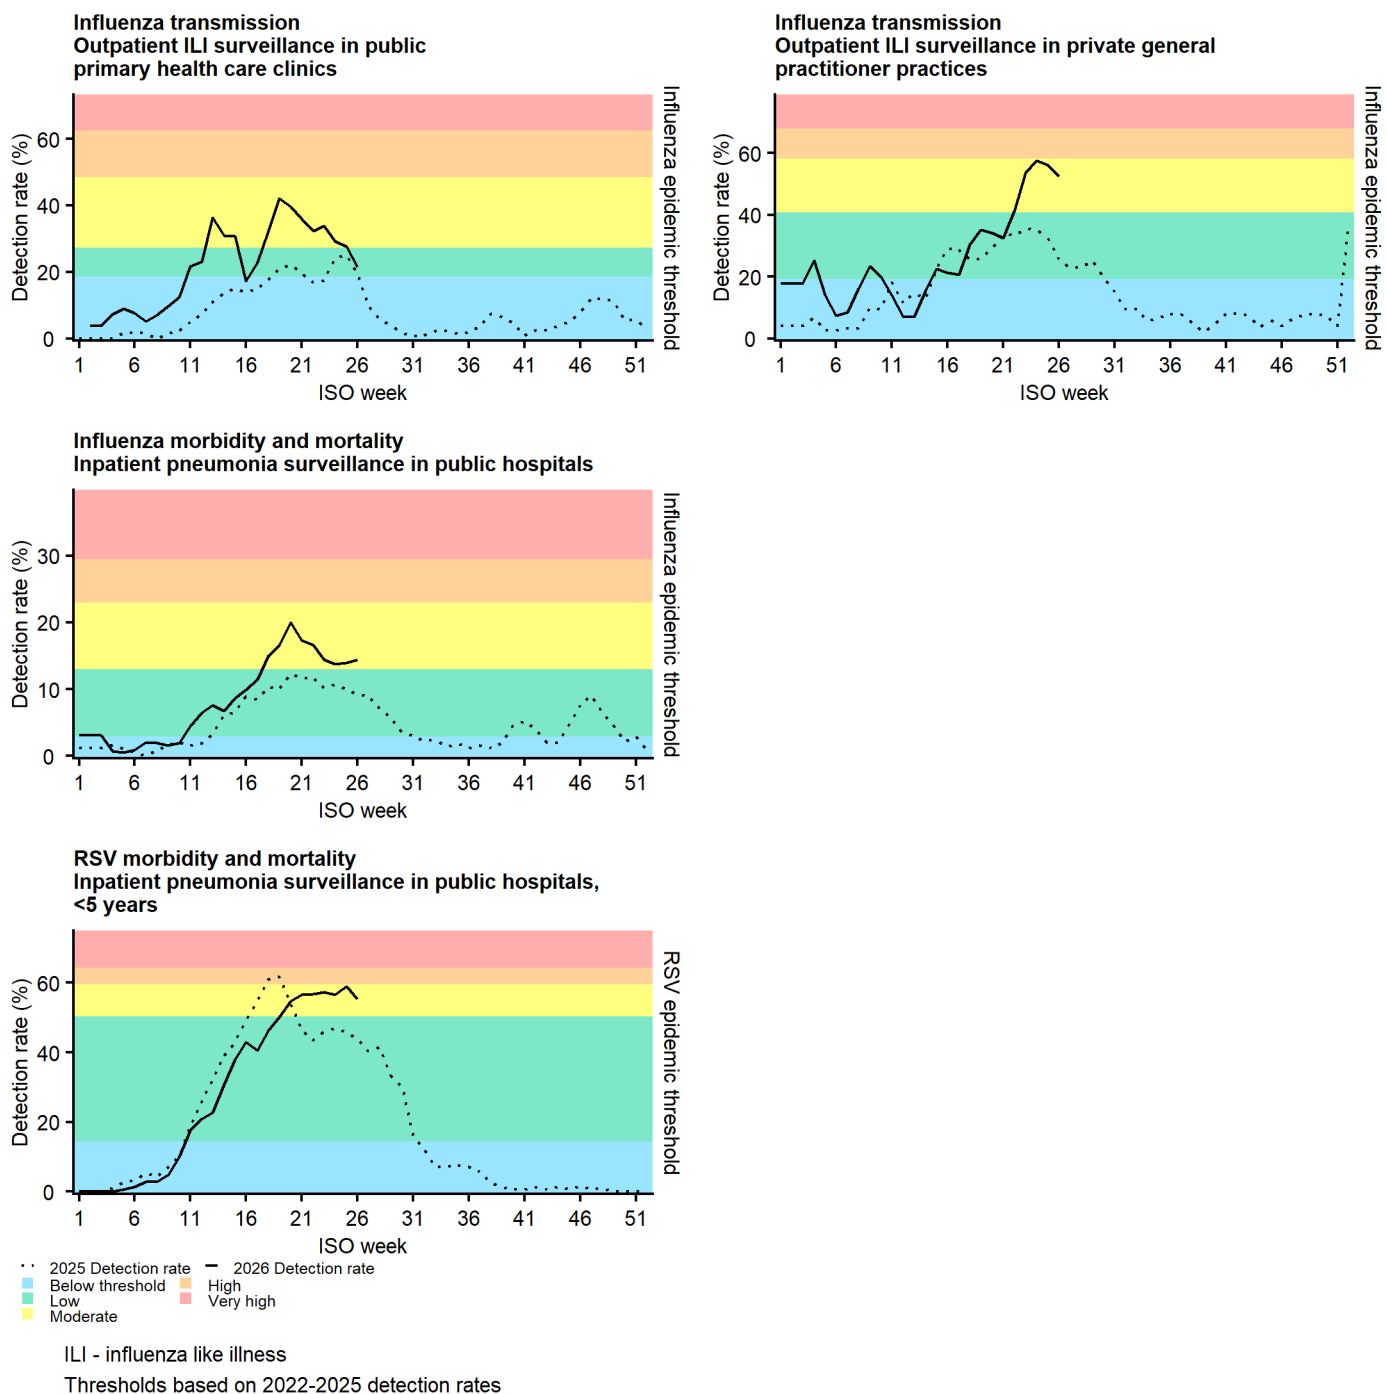 Influenza transmission
Outpatient ILI surveillance in public
primary health care clinics
Detection rate (%)
60
40
20
0
1 6 11 16 21 26 31 36 41 46 51
ISO week
Influenza epidemic threshold
Influenza transmission
Outpatient ILI surveillance in private general
practitioner practices
Detection rate (%)
60
40
20
0
1 6 11 16 21 26 31 36 41 46 51
ISO week
Influenza epidemic threshold
Influenza morbidity and mortality
Inpatient pneumonia surveillance in public hospitals
Detection rate (%)
30
20
10
0
1 6 11 16 21 26 31 36 41 46 51
ISO week
Influenza epidemic threshold
RSV morbidity and mortality
Inpatient pneumonia surveillance in public hospitals,
<5 years
Detection rate (%)
60
40
20
0
1 6 11 16 21 26 31 36 41 46 51
ISO week
RSV epidemic threshold
2025 Detection rate 2026 Detection rate
Below threshold High
Low Very high
Moderate
ILI - influenza like illness
Thresholds based on 2022-2025 detection rates